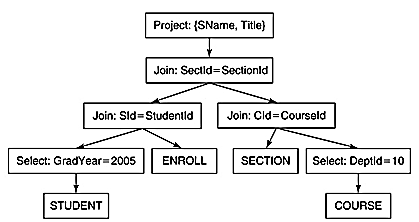 Project: {SName, Title}
Join: SectId=SectionId
Join: SId=StudentId
Join: CId=CourseId
Select: GradYear=2005
ENROLL
SECTION
Select: DeptId=10
STUDENT
COURSE